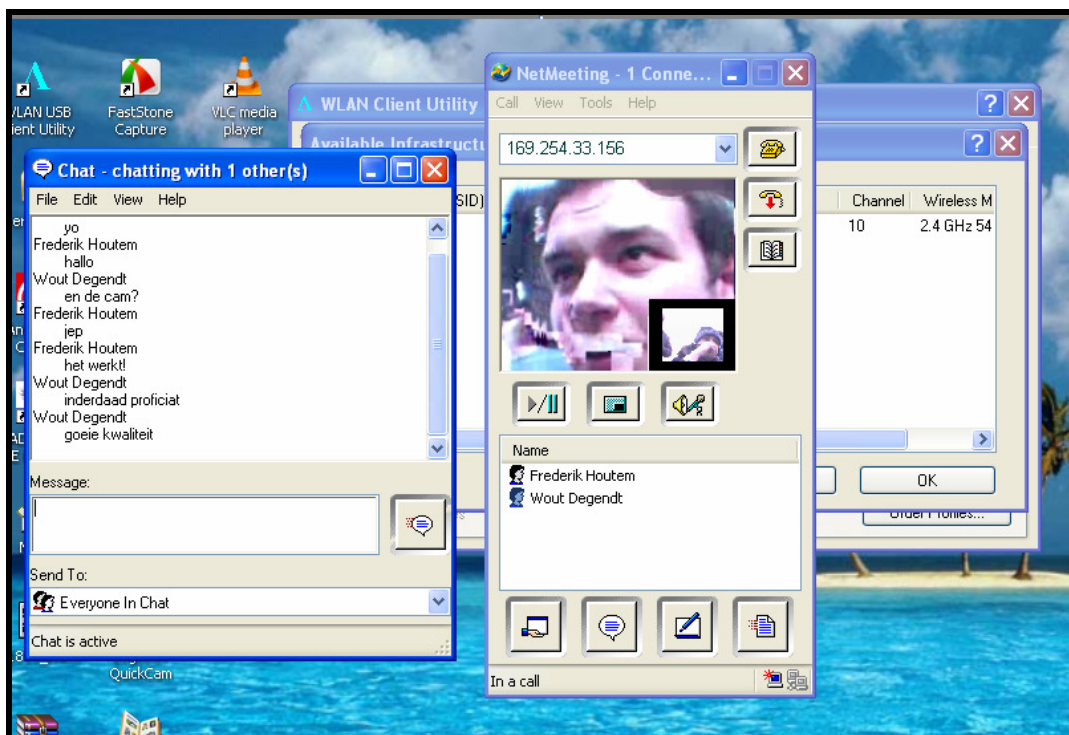 WLAN USB
Client Utility
FastStone
Capture
VLC media
player
WLAN Client Utility
Available Infrastructu
SID)
Channel
Wireless M
10
2.4 GHz 54
OK
Order Profiles...
QuickCam
Chat - chatting with 1 other(s)
File Edit View Help
yo
Frederik Houtem
hallo
Wout Degendt
en de cam?
Frederik Houtem
jep
Frederik Houtem
het werkt!
Wout Degendt
inderdaad proficiat
Wout Degendt
goeie kwaliteit
Message:
Send To:
Everyone In Chat
Chat is active
NetMeeting - 1 Conne...
Call View Tools Help
169.254.33.156
Name
Frederik Houtem
Wout Degendt
In a call